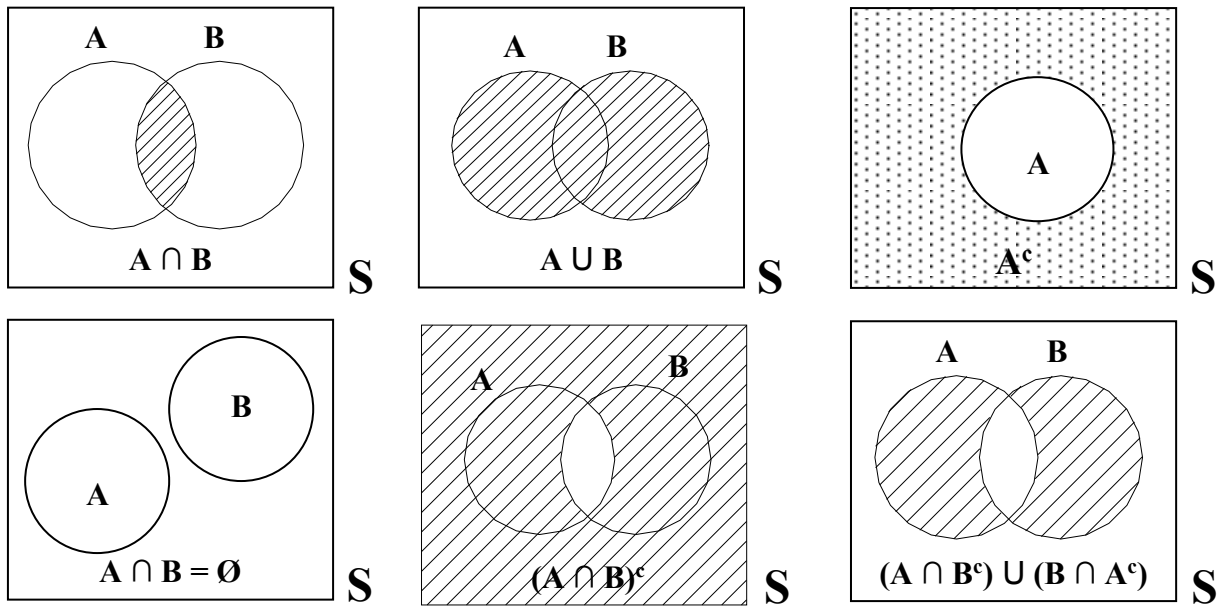 A B
A ∩ B
S
A B
A ∪ B
S
A
Aᶜ
S
A
B
A ∩ B = Ø
S
A B
(A ∩ B)ᶜ
S
A B
(A ∩ Bᶜ) ∪ (B ∩ Aᶜ)
S